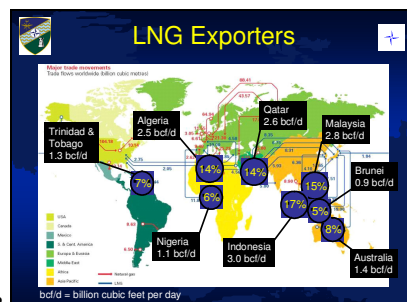 LNG Exporters
Major trade movements
Trade flows worldwide (billion cubic metres)
Trinidad &
Tobago
1.3 bcf/d
Algeria
2.5 bcf/d
Qatar
2.6 bcf/d
Malaysia
2.8 bcf/d
Brunei
0.9 bcf/d
7%
14%
14%
15%
6%
17%
5%
8%
Nigeria
1.1 bcf/d
Indonesia
3.0 bcf/d
Australia
1.4 bcf/d
USA
Canada
Mexico
S. & Cent. America
Europe & Eurasia
Middle East
Africa
Asia Pacific
Natural gas
LNG
bcf/d = billion cubic feet per day